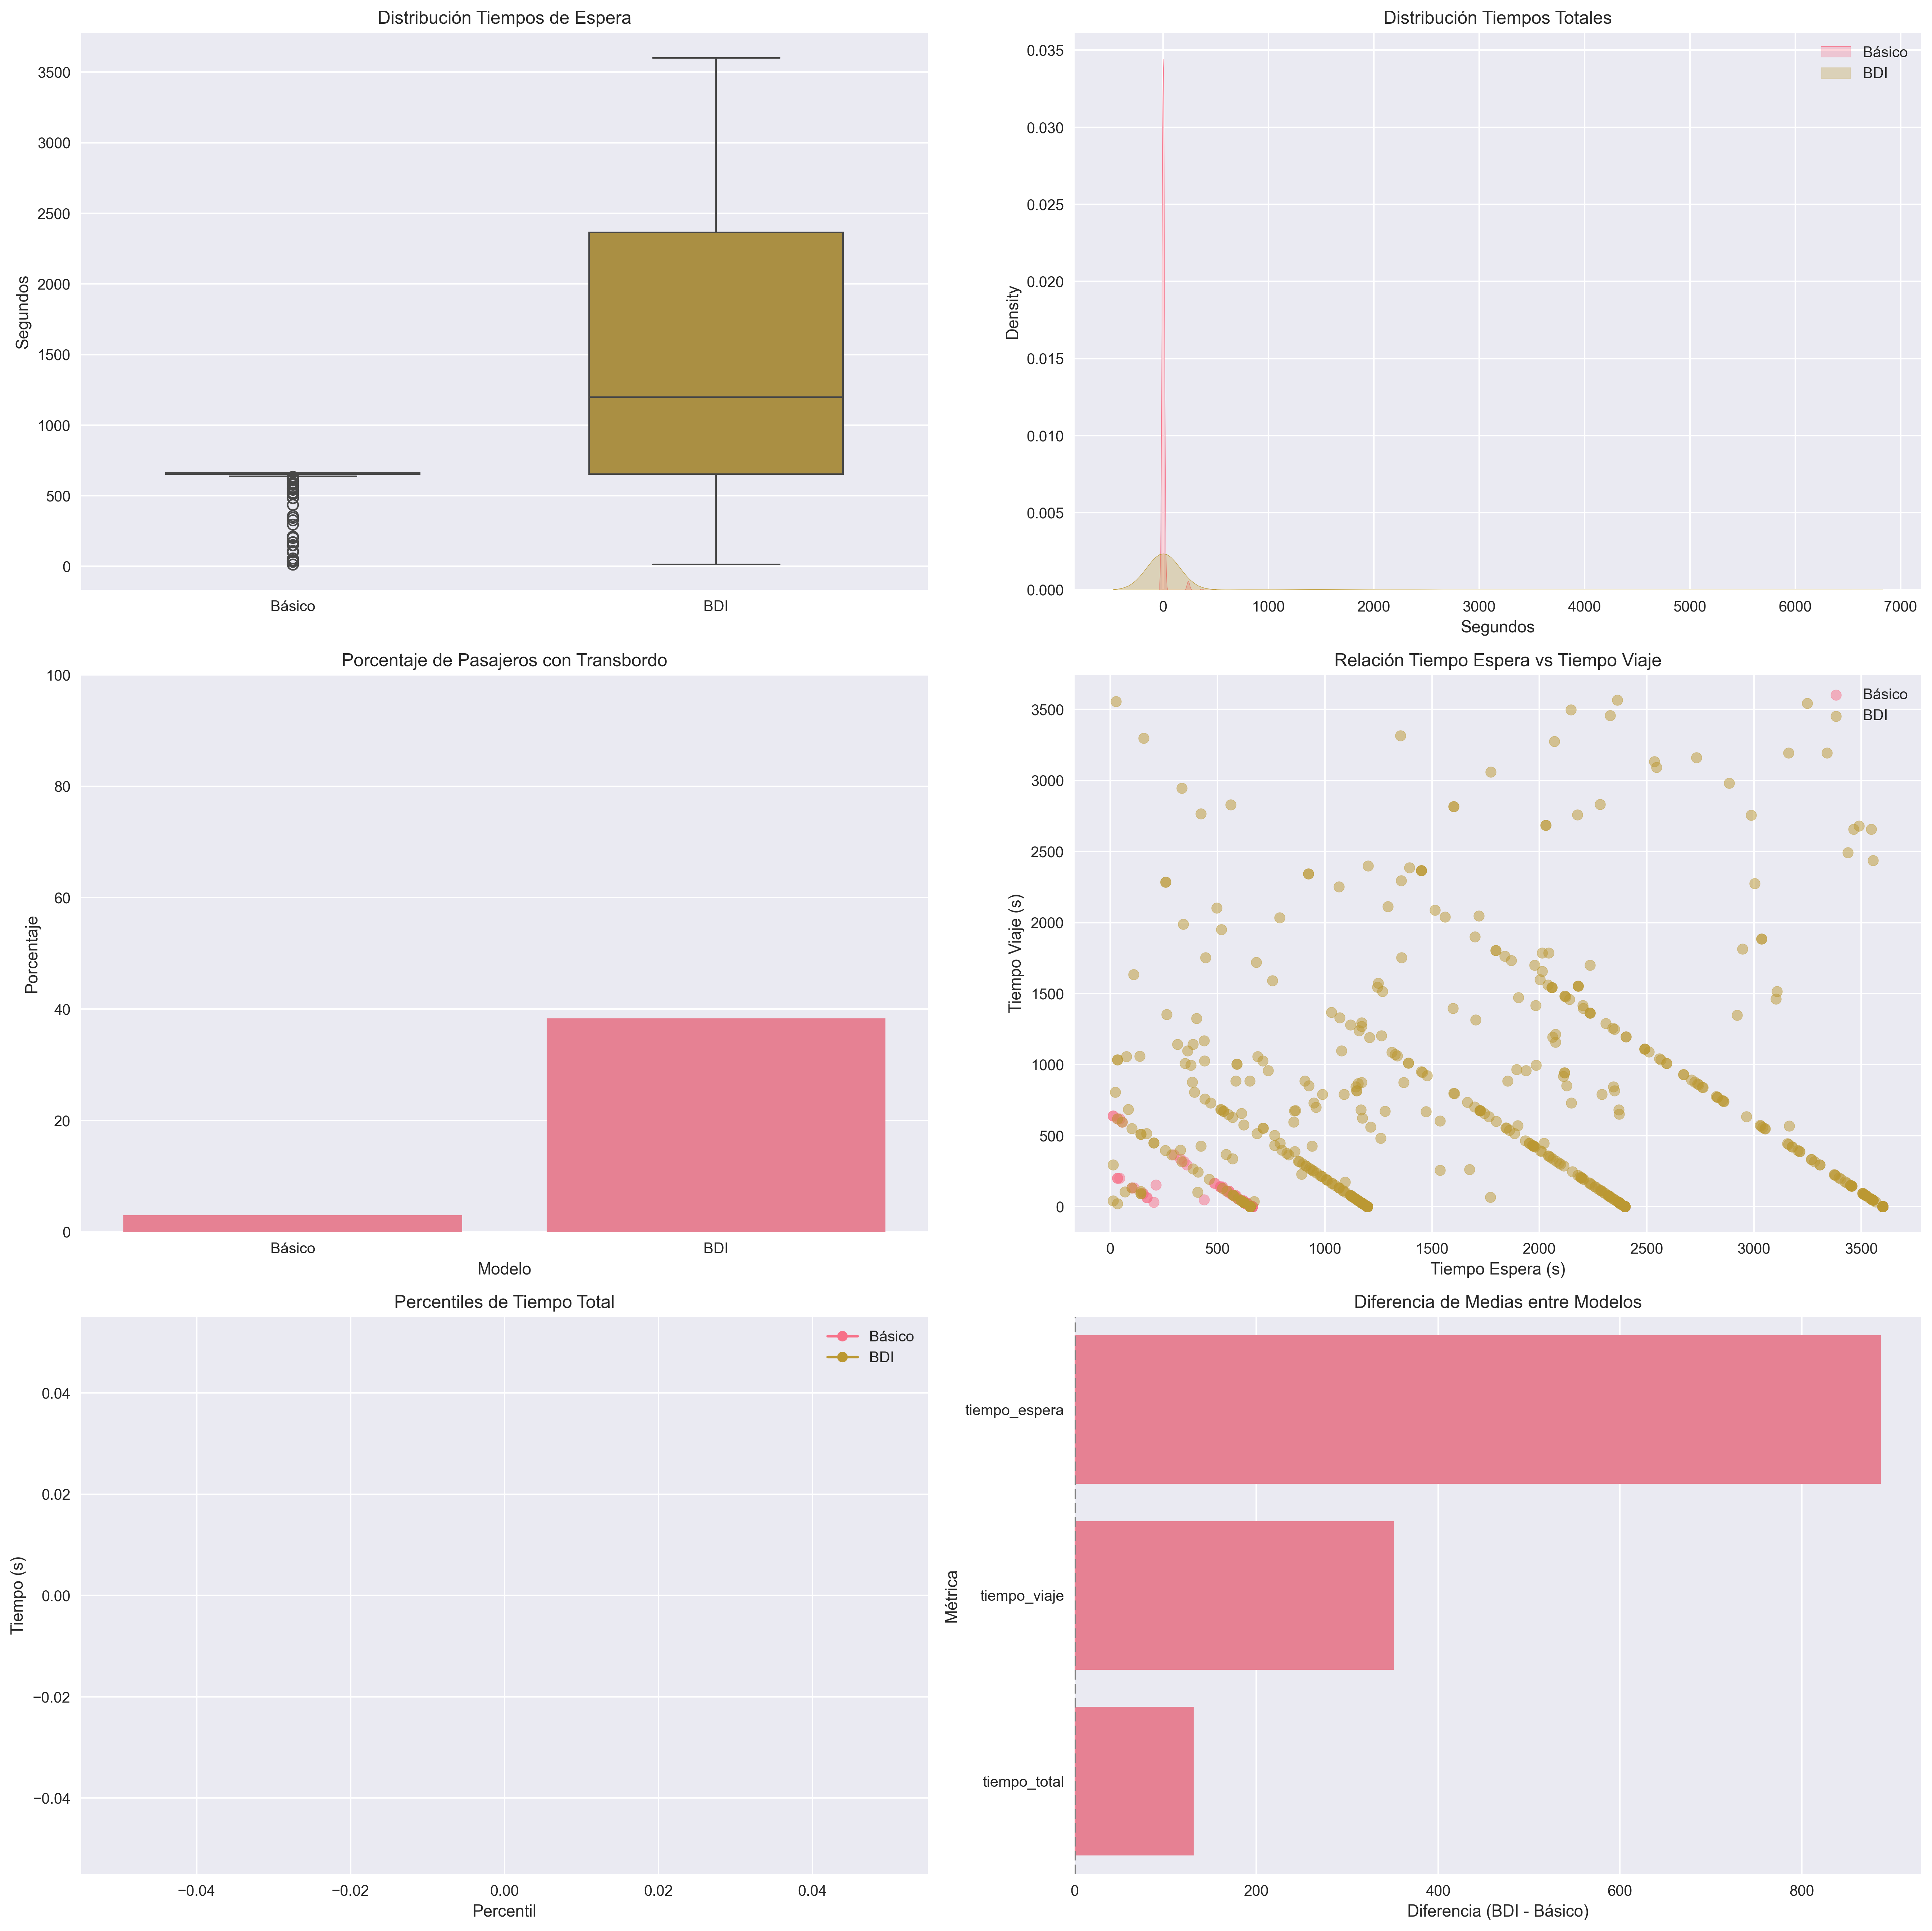 Distribución Tiempos de Espera
Segundos
3500
3000
2500
2000
1500
1000
500
0
Básico
BDI
Distribución Tiempos Totales
Density
0.035
0.030
0.025
0.020
0.015
0.010
0.005
0.000
Básico
BDI
0
1000
2000
3000
4000
5000
6000
7000
Segundos
Porcentaje de Pasajeros con Transbordo
Porcentaje
100
80
60
40
20
0
Básico
BDI
Modelo
Relación Tiempo Espera vs Tiempo Viaje
Tiempo Viaje (s)
3500
3000
2500
2000
1500
1000
500
0
Básico
BDI
0
500
1000
1500
2000
2500
3000
3500
Tiempo Espera (s)
Percentiles de Tiempo Total
Tiempo (s)
0.04
0.02
0.00
−0.02
−0.04
Básico
BDI
−0.04
−0.02
0.00
0.02
0.04
Percentil
Diferencia de Medias entre Modelos
Métrica
tiempo_espera
tiempo_viaje
tiempo_total
0
200
400
600
800
Diferencia (BDI - Básico)